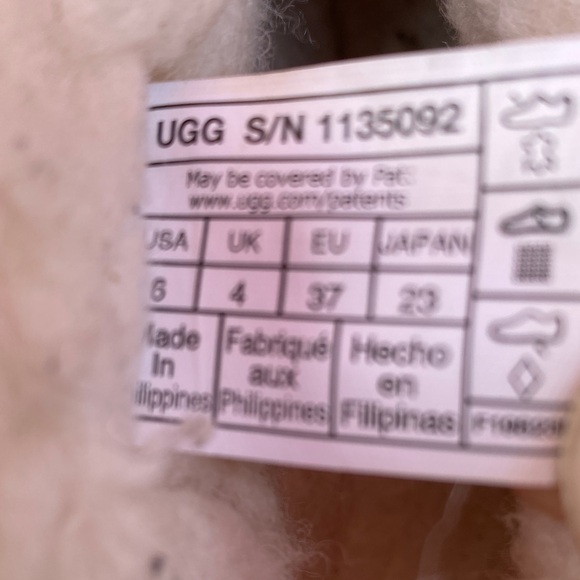 UGG S/N 1135092
May be covered by Pat:
www.ugg.com/patents
USA UK EU JAPAN
6 4 37 23
Made Fabriqué Hecho
In aux en
illippines Philippines Filipinas